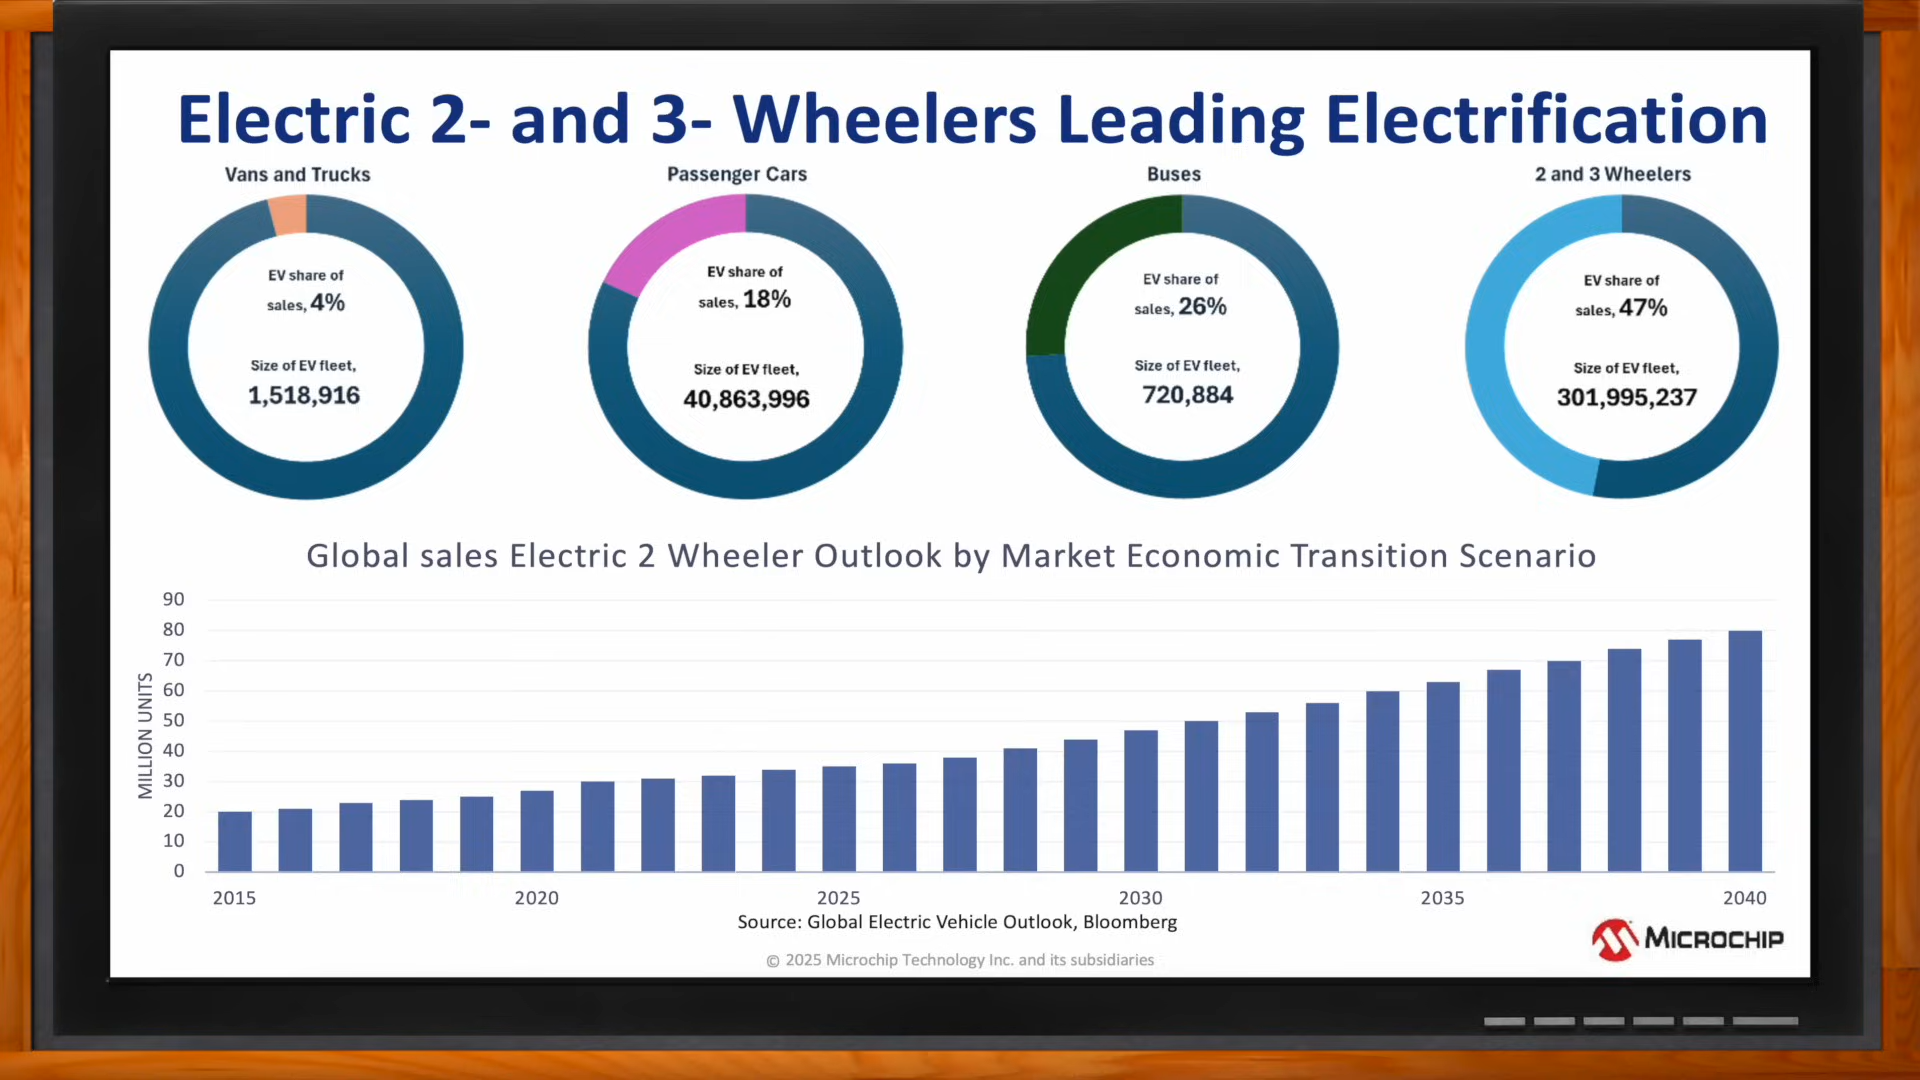 Electric 2- and 3- Wheelers Leading Electrification
Vans and Trucks
EV share of
sales, 4%
Size of EV fleet,
1,518,916
Passenger Cars
EV share of
sales, 18%
Size of EV fleet,
40,863,996
Buses
EV share of
sales, 26%
Size of EV fleet,
720,884
2 and 3 Wheelers
EV share of
sales, 47%
Size of EV fleet,
301,995,237
Global sales Electric 2 Wheeler Outlook by Market Economic Transition Scenario
MILLION UNITS
90
80
70
60
50
40
30
20
10
0
2015 2020 2025 2030 2035 2040
Source: Global Electric Vehicle Outlook, Bloomberg
MICROCHIP
© 2025 Microchip Technology Inc. and its subsidiaries